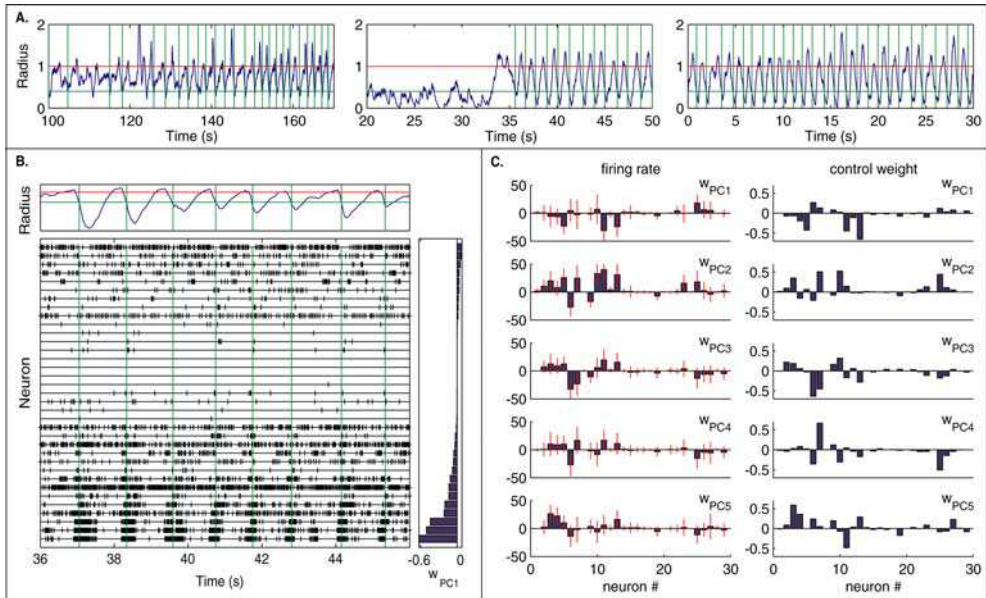 A.
Radius
2
1
0
100 120 140 160
Time (s)
2
1
0
20 25 30 35 40 45 50
Time (s)
2
1
0
0 5 10 15 20 25 30
Time (s)
B.
Radius
Neuron
36 38 40 42 44
Time (s)
-0.6 0
wPC1
C.
firing rate control weight
50
0
-50
wPC1
0.5
0
-0.5
wPC1
50
0
-50
wPC2
0.5
0
-0.5
wPC2
50
0
-50
wPC3
0.5
0
-0.5
wPC3
50
0
-50
wPC4
0.5
0
-0.5
wPC4
50
0
-50
wPC5
0.5
0
-0.5
wPC5
0 10 20 30
neuron #
0 10 20 30
neuron #